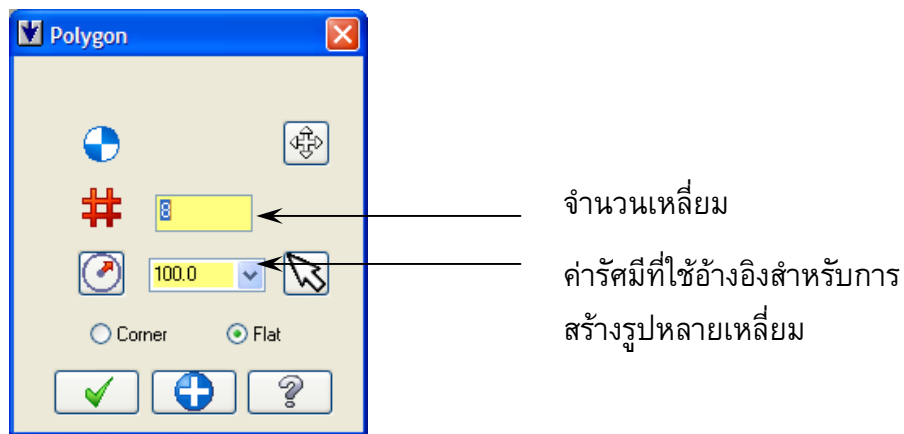 Polygon
8
จำนวนเหลี่ยม
100.0
ค่ารัศมีที่ใช้อ้างอิงสำหรับการ
สร้างรูปหลายเหลี่ยม
Corner
Flat